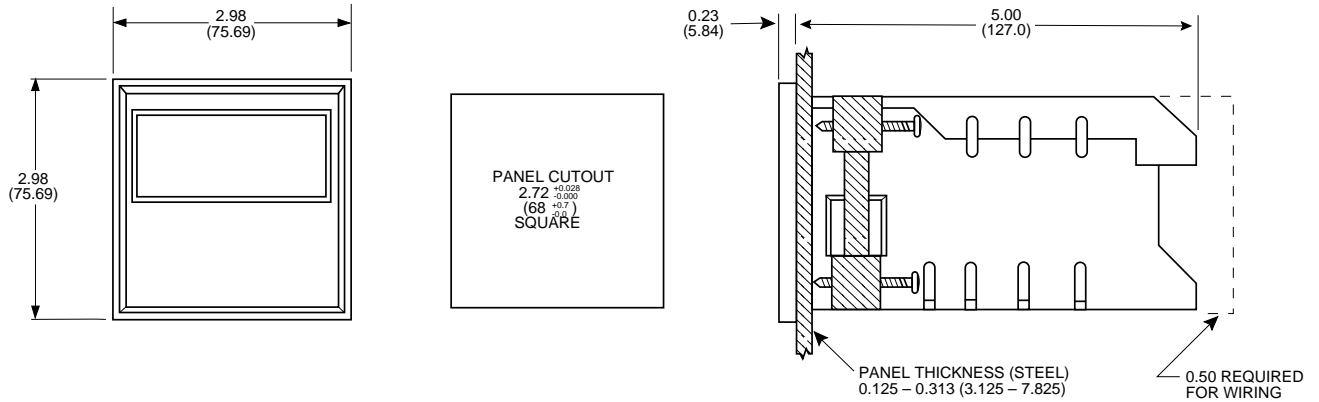 2.98
(75.69)
2.98
(75.69)
PANEL CUTOUT
2.72 +0.028 -0.000
(68 +0.7 -0.0 )
SQUARE
0.23
(5.84)
5.00
(127.0)
PANEL THICKNESS (STEEL)
0.125 – 0.313 (3.125 – 7.825)
0.50 REQUIRED
FOR WIRING